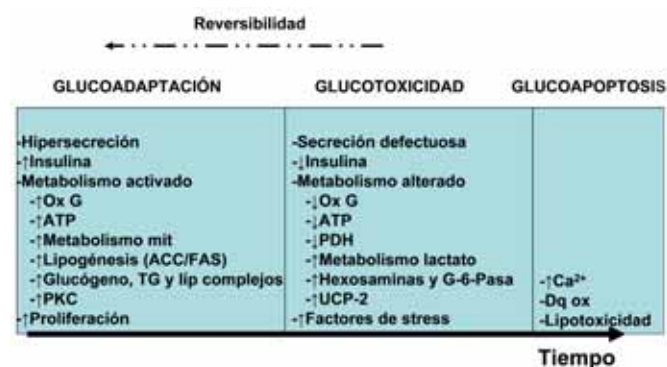 Reversibilidad
GLUCOADAPTACIÓN
GLUCOTOXICIDAD
GLUCOAPOPTOSIS
-Hipersecreción
-↑Insulina
-Metabolismo activado
-↑Ox G
-↑ATP
-↑Metabolismo mit
-↑Lipogénesis (ACC/FAS)
-↑Glucógeno, TG y líp complejos
-↑PKC
-↑Proliferación
-Secreción defectuosa
-↓Insulina
-Metabolismo alterado
-↓Ox G
-↓ATP
-↓PDH
-↑Metabolismo lactato
-↑Hexosaminas y G-6-Pasa
-↑UCP-2
-↑Factores de stress
-↑Ca²⁺
-Dq ox
-Lipotoxicidad
Tiempo